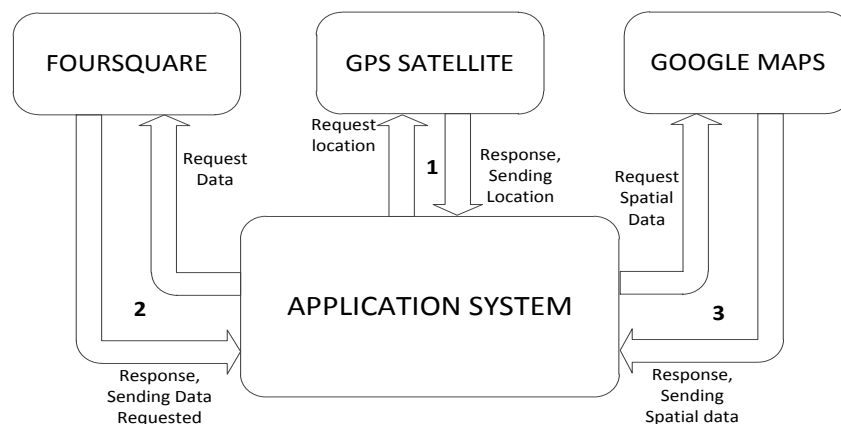 FOURSQUARE
GPS SATELLITE
GOOGLE MAPS
Request
location
Request
Data
1
Response,
Sending
Location
Request
Spatial
Data
APPLICATION SYSTEM
2
3
Response,
Sending Data
Requested
Response,
Sending
Spatial data